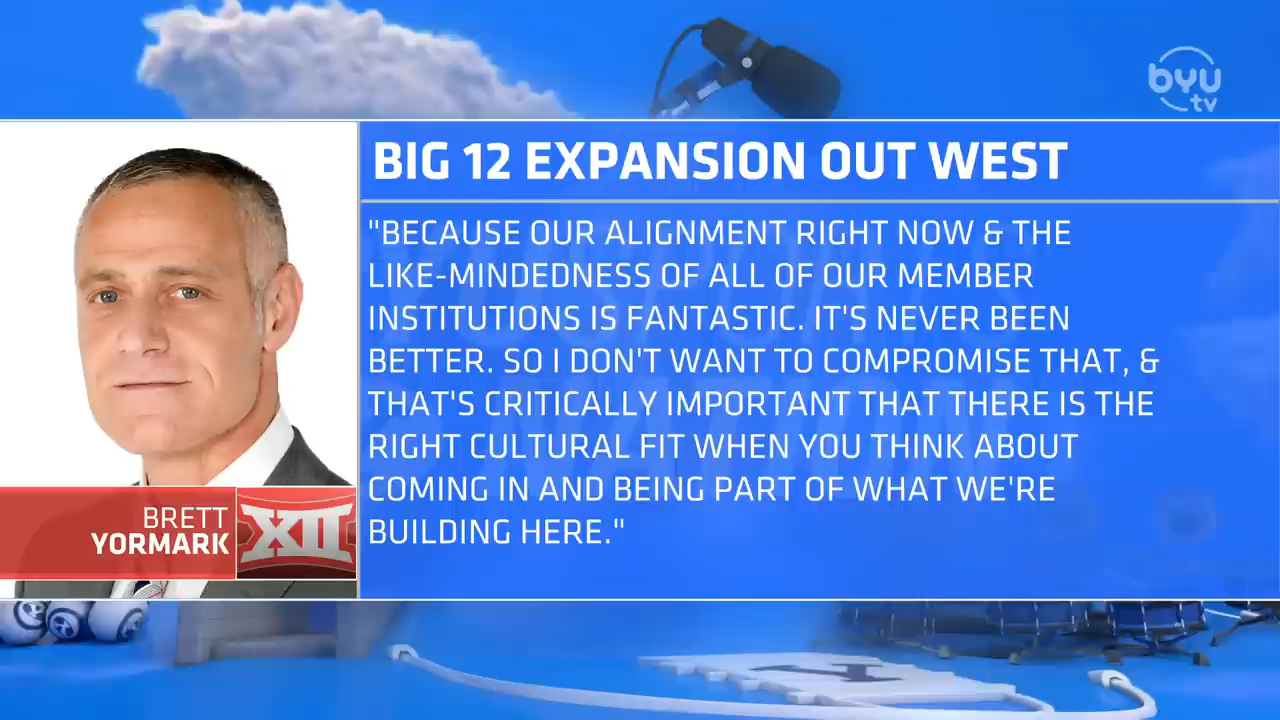 byu
tv
BIG 12 EXPANSION OUT WEST
"BECAUSE OUR ALIGNMENT RIGHT NOW & THE
LIKE-MINDEDNESS OF ALL OF OUR MEMBER
INSTITUTIONS IS FANTASTIC. IT'S NEVER BEEN
BETTER. SO I DON'T WANT TO COMPROMISE THAT, &
THAT'S CRITICALLY IMPORTANT THAT THERE IS THE
RIGHT CULTURAL FIT WHEN YOU THINK ABOUT
COMING IN AND BEING PART OF WHAT WE'RE
BUILDING HERE."
BRETT
YORMARK
XII